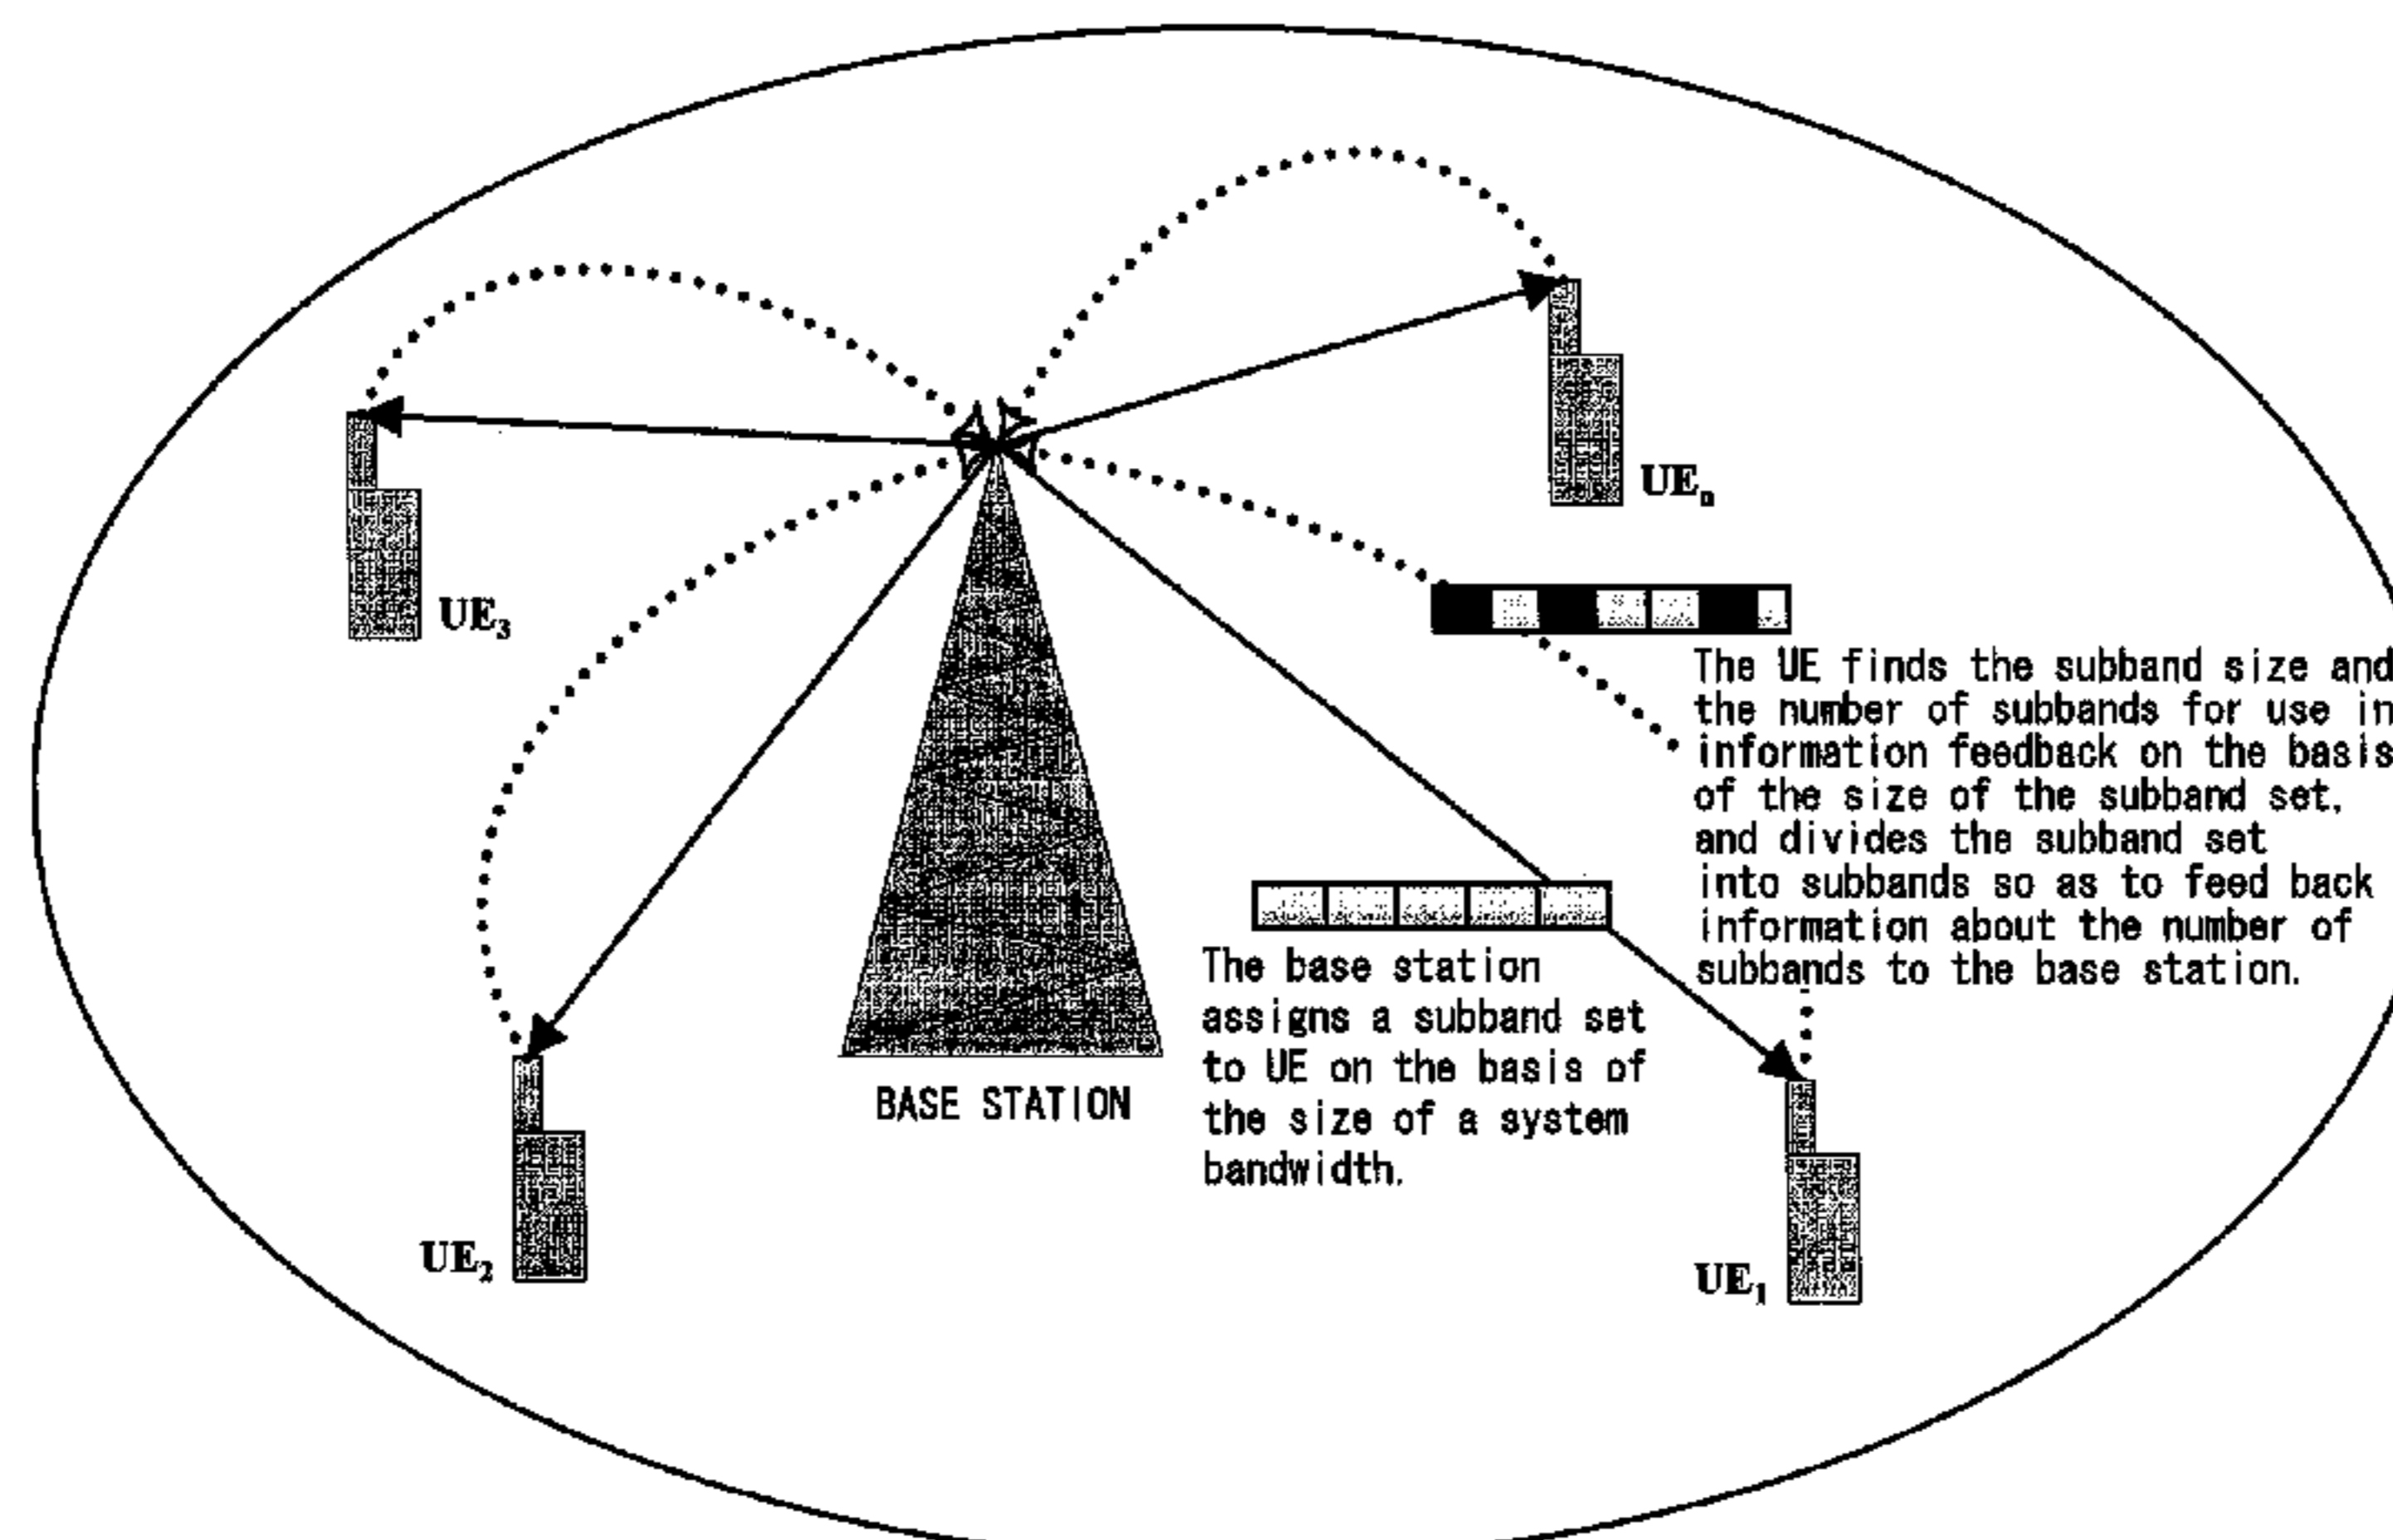 UEₙ
UE₃
The UE finds the subband size and
the number of subbands for use in
information feedback on the basis
of the size of the subband set,
and divides the subband set
into subbands so as to feed back
information about the number of
subbands to the base station.
The base station
assigns a subband set
to UE on the basis of
the size of a system
bandwidth.
BASE STATION
UE₂
UE₁